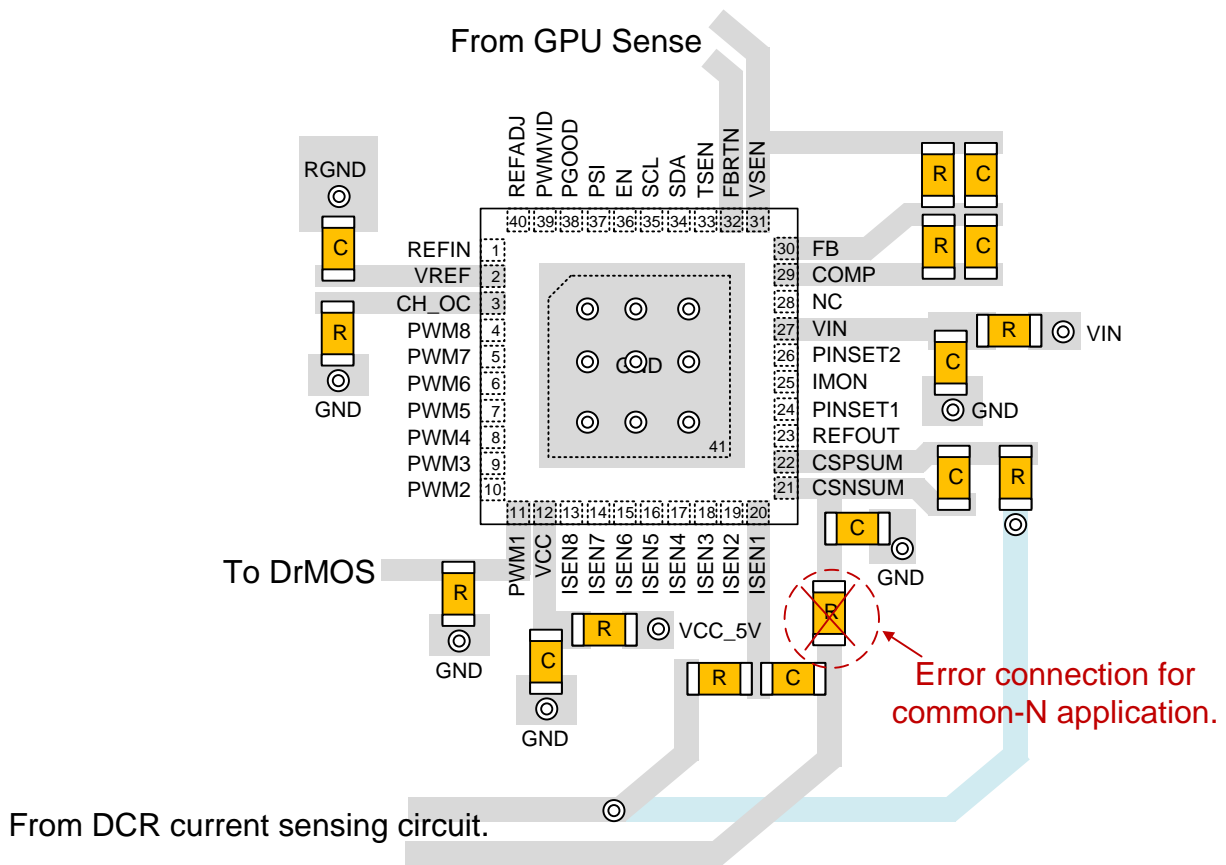 From GPU Sense
RGND
C
R
GND
REFADJ
PWMVID
PGOOD
PSI
EN
SCL
SDA
TSEN
FBRTN
VSEN
40 39 38 37 36 35 34 33 32 31
REFIN 1
VREF 2
CH_OC 3
PWM8 4
PWM7 5
PWM6 6
PWM5 7
PWM4 8
PWM3 9
PWM2 10
GND
41
30 FB
29 COMP
28 NC
27 VIN
26 PINSET2
25 IMON
24 PINSET1
23 REFOUT
22 CSPSUM
21 CSNSUM
R C
R C
R VIN
C
GND
C R
C
GND
11 12 13 14 15 16 17 18 19 20
PWM1
VCC
ISEN8
ISEN7
ISEN6
ISEN5
ISEN4
ISEN3
ISEN2
ISEN1
To DrMOS
R
GND
R VCC_5V
C
GND
R C
R
Error connection for
common-N application.
From DCR current sensing circuit.